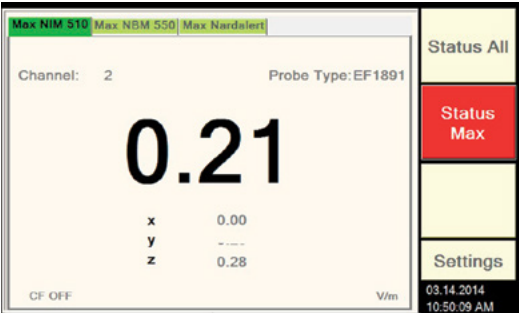 Max NIM 510 Max NBM 550 Max Nardalert
Status All
Channel: 2 Probe Type: EF1891
Status
Max
0.21
x 0.00
y -.--
z 0.28
Settings
CF OFF V/m
03.14.2014
10:50:09 AM